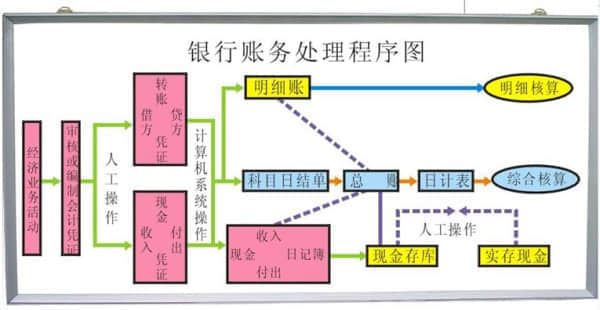 银行账务处理程序图
经济业务活动
审核或编制会计凭证
人工操作
转账
借方 贷方
凭证
现金
收入 付出
凭证
计算机系统操作
明细账
明细核算
科目日结单
总 账
日计表
综合核算
收入
现金 日记簿
付出
现金存库
人工操作
实存现金